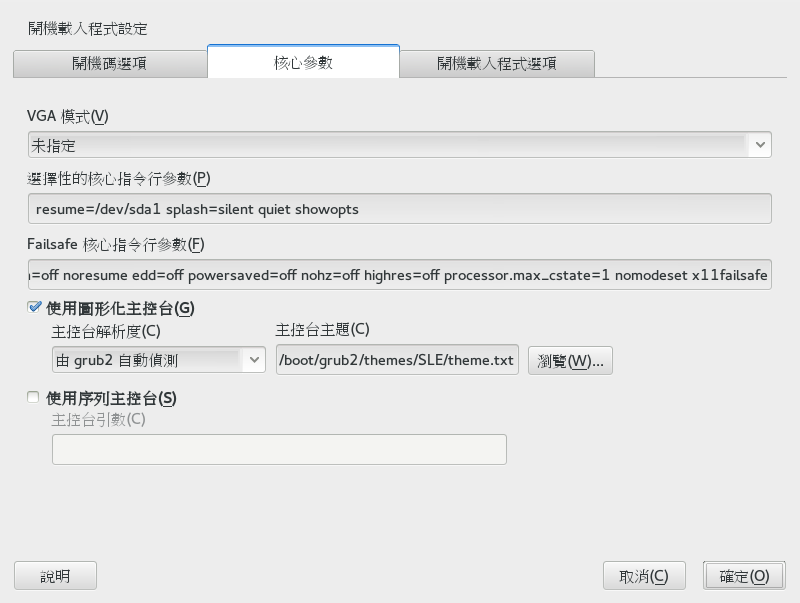 開機載入程式設定
開機碼選項 核心參數 開機載入程式選項
VGA 模式(V)
未指定
選擇性的核心指令行參數(P)
resume=/dev/sda1 splash=silent quiet showopts
Failsafe 核心指令行參數(F)
=off noresume edd=off powersaved=off nohz=off highres=off processor.max_cstate=1 nomodeset x11failsafe
使用圖形化主控台(G)
主控台解析度(C) 主控台主題(C)
由 grub2 自動偵測 /boot/grub2/themes/SLE/theme.txt 瀏覽(W)...
使用序列主控台(S)
主控台引數(C)
說明 取消(C) 確定(O)